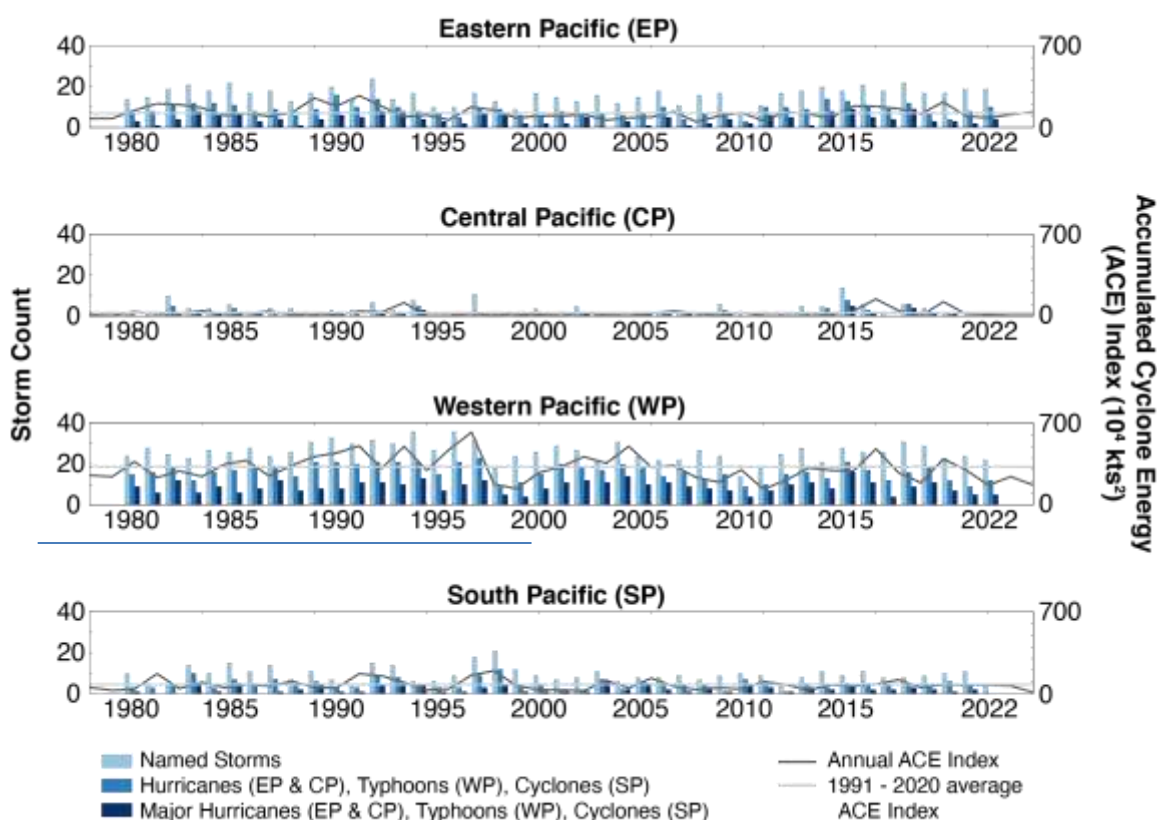 Eastern Pacific (EP)
40 700
20
0 0
1980 1985 1990 1995 2000 2005 2010 2015 2022
Central Pacific (CP)
40 700
20
0 0
1980 1985 1990 1995 2000 2005 2010 2015 2022
Storm Count
Accumulated Cyclone Energy
(ACE) Index (10⁴ kts²)
Western Pacific (WP)
40 700
20
0 0
1980 1985 1990 1995 2000 2005 2010 2015 2022
South Pacific (SP)
40 700
20
0 0
1980 1985 1990 1995 2000 2005 2010 2015 2022
Named Storms
Hurricanes (EP & CP), Typhoons (WP), Cyclones (SP)
Major Hurricanes (EP & CP), Typhoons (WP), Cyclones (SP)
Annual ACE Index
1991 - 2020 average
ACE Index